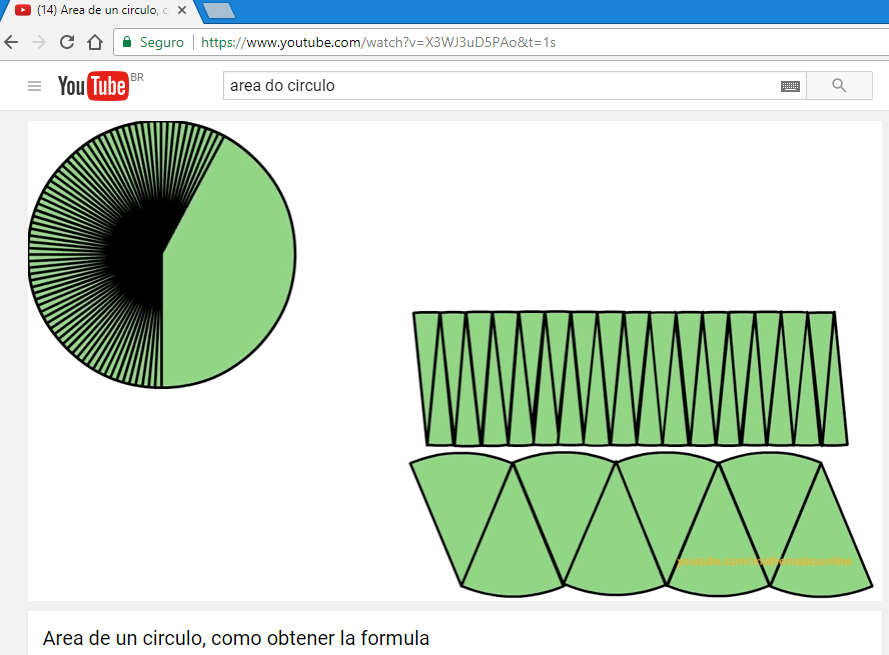 (14) Area de un circulo, c
Seguro
https://www.youtube.com/watch?v=X3WJ3uD5PAo&t=1s
YouTube BR
area do circulo
Area de un circulo, como obtener la formula